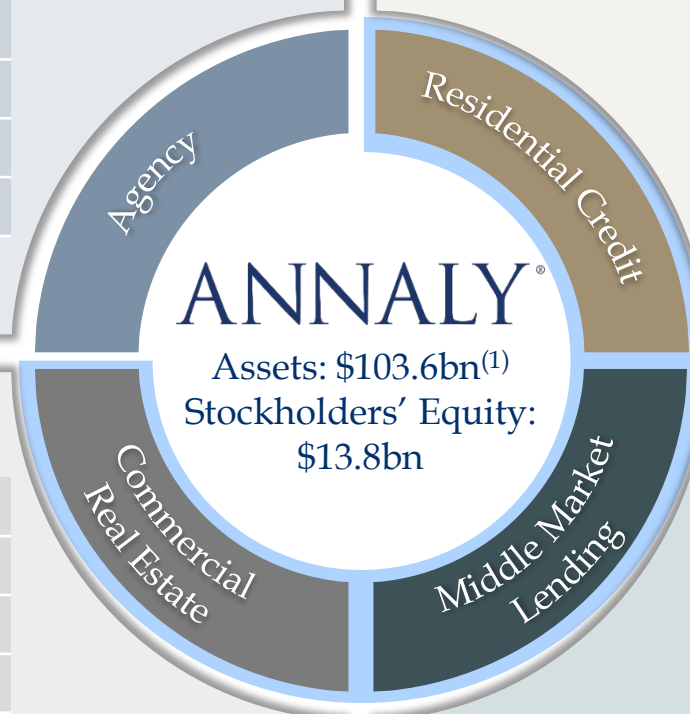 Agency
Residential Credit
ANNALY®
Assets: $103.6bn(1)
Stockholders’ Equity:
$13.8bn
Commercial
Real Estate
Middle Market
Lending